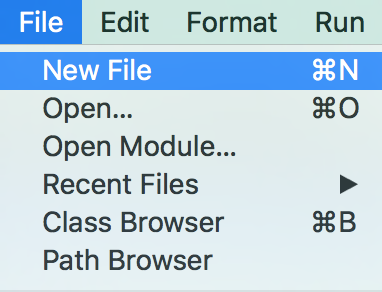 File Edit Format Run
New File ⌘N
Open... ⌘O
Open Module...
Recent Files ▶
Class Browser ⌘B
Path Browser